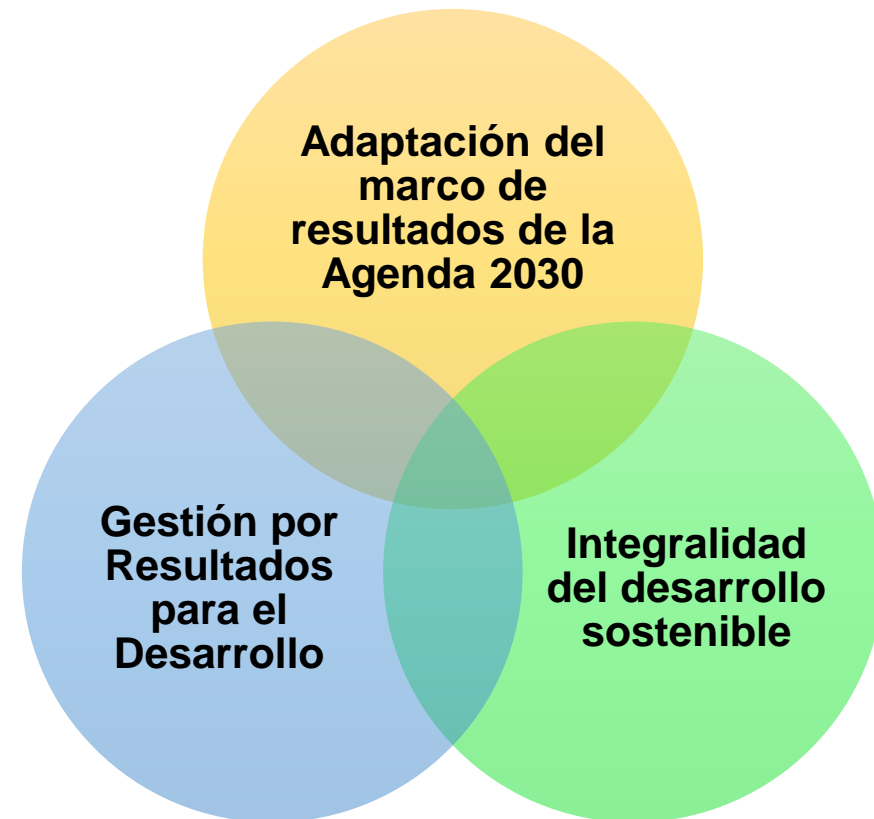 Adaptación del
marco de
resultados de la
Agenda 2030
Gestión por
Resultados
para el
Desarrollo
Integralidad
del desarrollo
sostenible